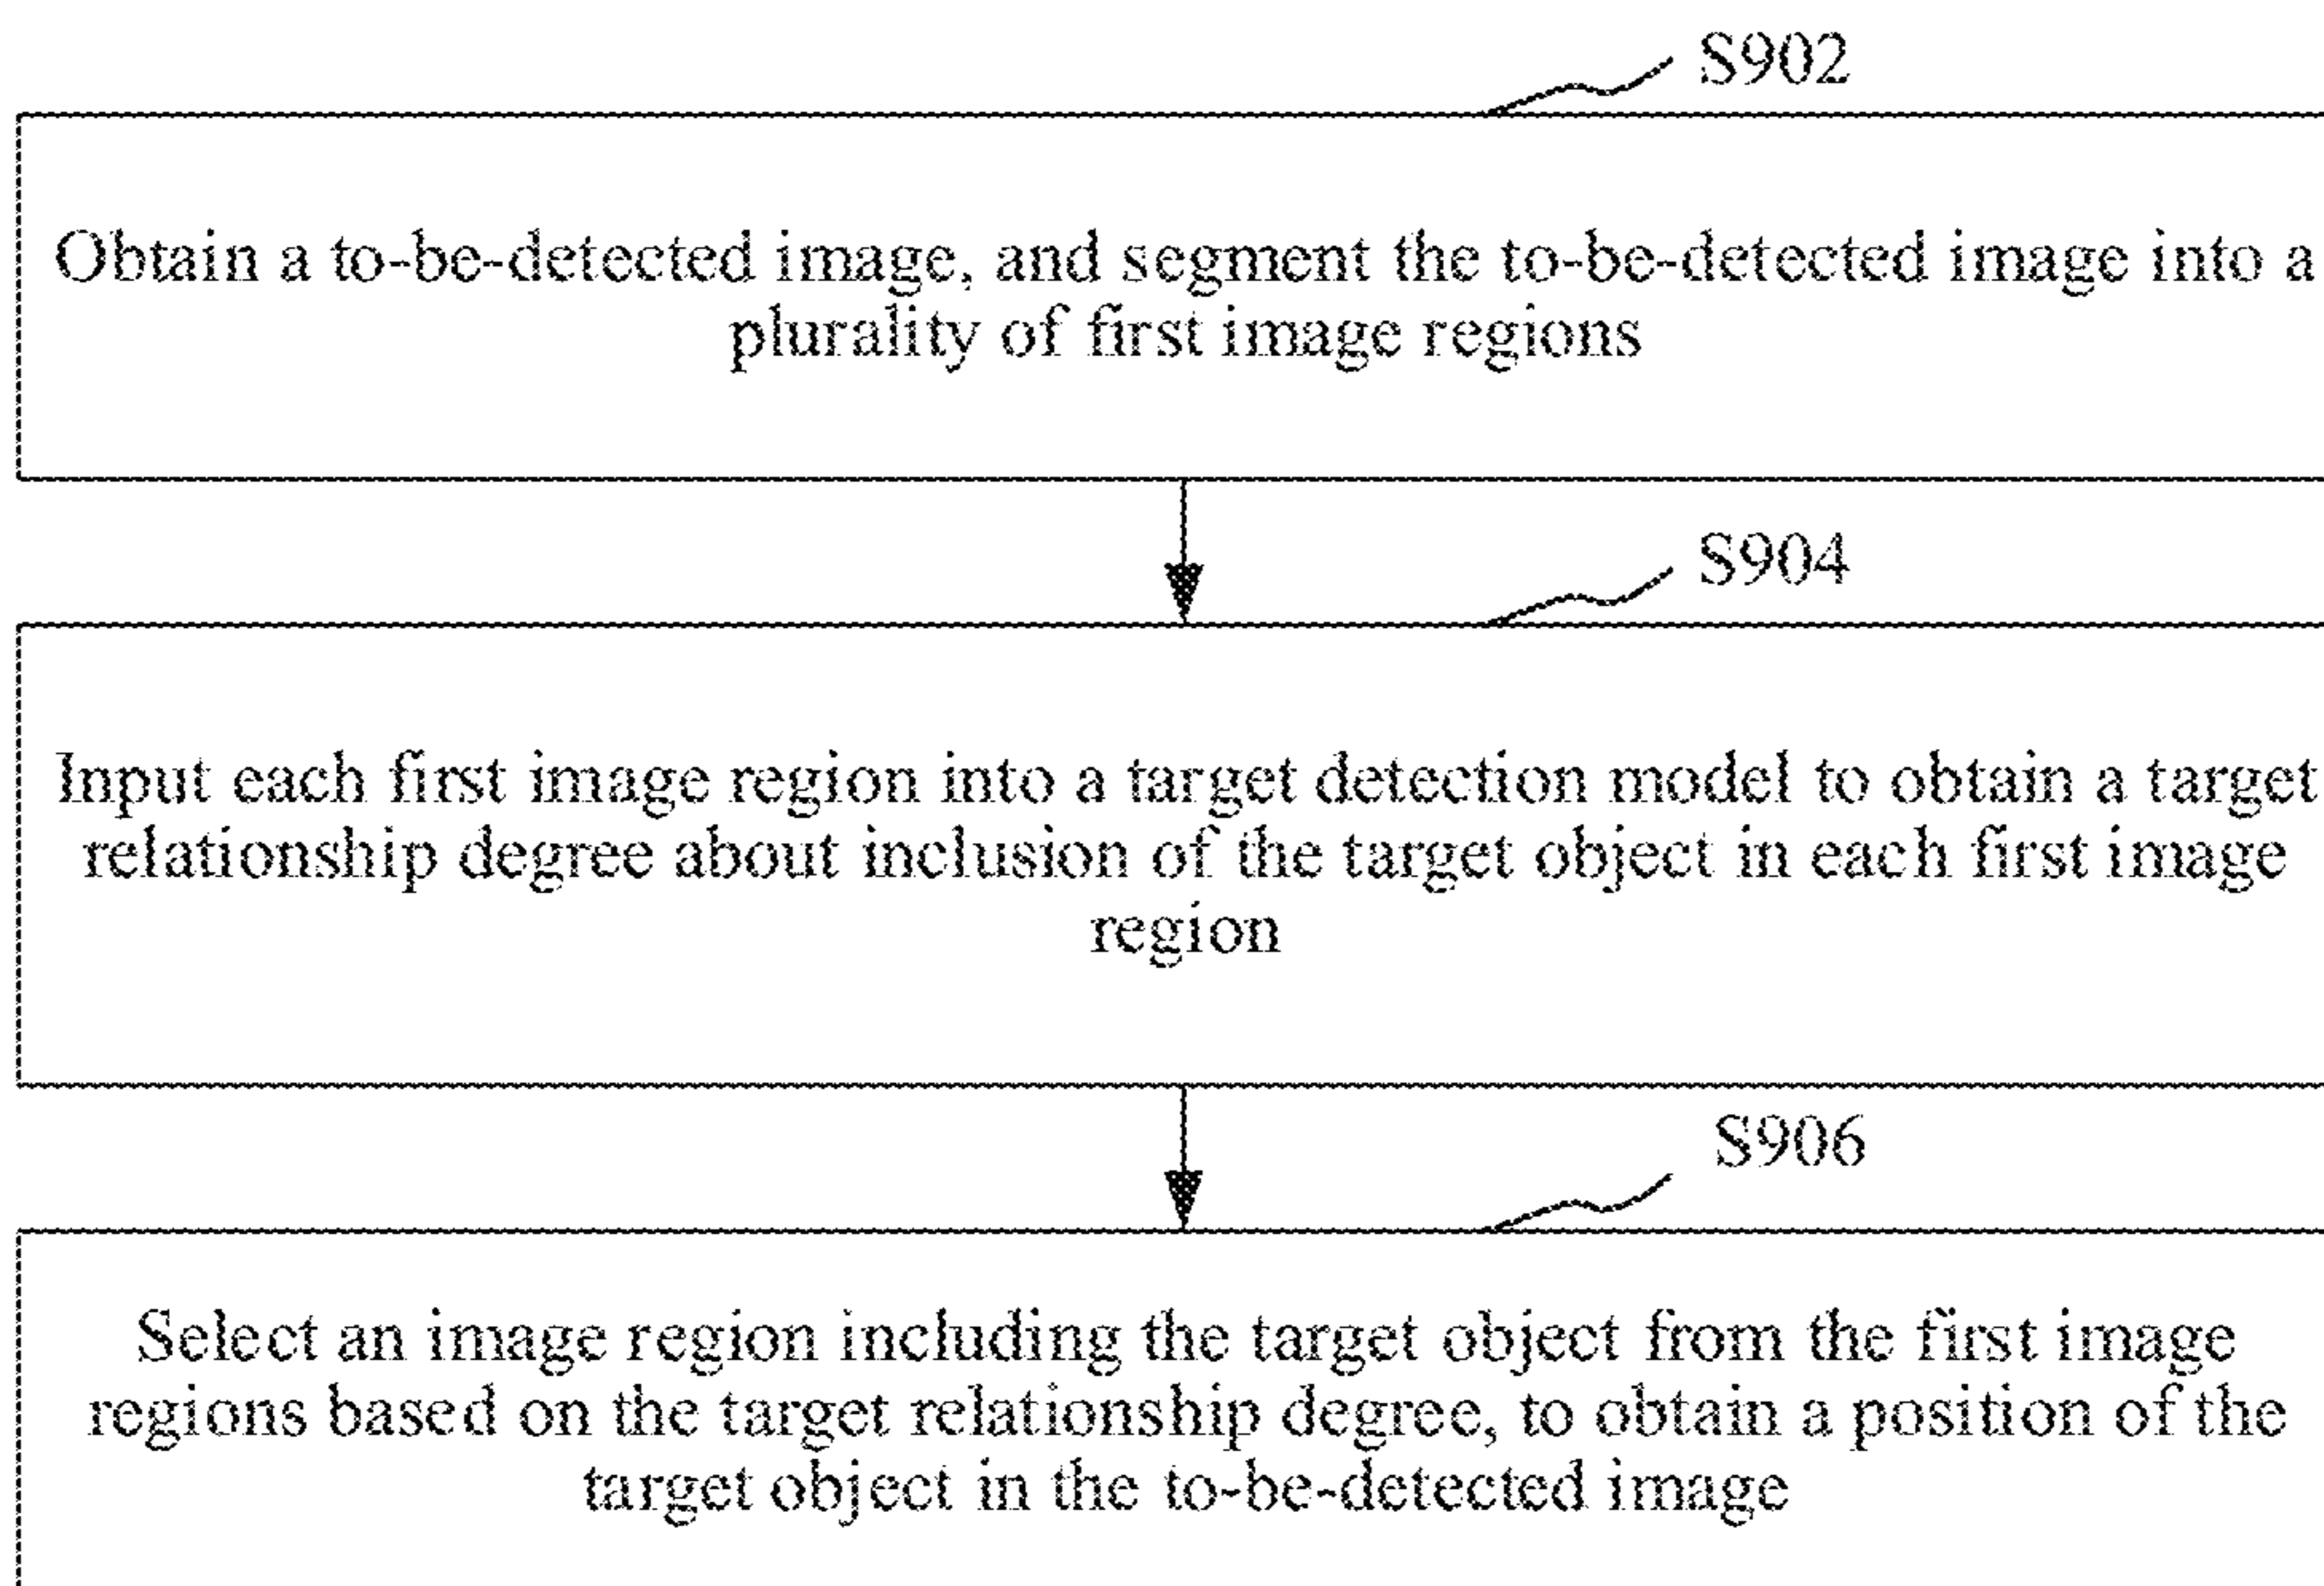 S902
Obtain a to-be-detected image, and segment the to-be-detected image into a
plurality of first image regions
S904
Input each first image region into a target detection model to obtain a target
relationship degree about inclusion of the target object in each first image
region
S906
Select an image region including the target object from the first image
regions based on the target relationship degree, to obtain a position of the
target object in the to-be-detected image